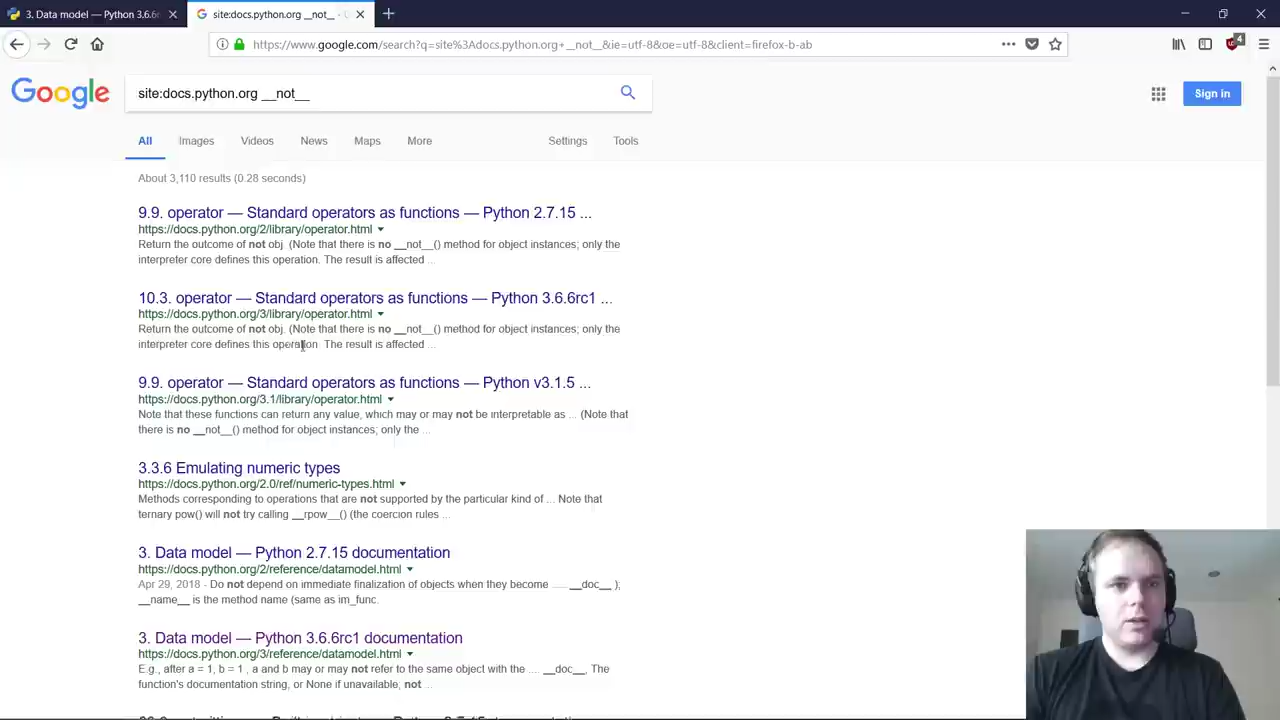 3. Data model — Python 3.6.6r
site:docs.python.org __not__ -
https://www.google.com/search?q=site%3Adocs.python.org+__not__&ie=utf-8&oe=utf-8&client=firefox-b-ab
4
Google
site:docs.python.org __not__
Sign in
All
Images
Videos
News
Maps
More
Settings
Tools
About 3,110 results (0.28 seconds)
9.9. operator — Standard operators as functions — Python 2.7.15 ...
https://docs.python.org/2/library/operator.html
Return the outcome of not obj. (Note that there is no __not__() method for object instances; only the
interpreter core defines this operation. The result is affected ...
10.3. operator — Standard operators as functions — Python 3.6.6rc1 ...
https://docs.python.org/3/library/operator.html
Return the outcome of not obj. (Note that there is no __not__() method for object instances; only the
interpreter core defines this operation. The result is affected ...
9.9. operator — Standard operators as functions — Python v3.1.5 ...
https://docs.python.org/3.1/library/operator.html
Note that these functions can return any value, which may or may not be interpretable as ... (Note that
there is no __not__() method for object instances; only the ...
3.3.6 Emulating numeric types
https://docs.python.org/2.0/ref/numeric-types.html
Methods corresponding to operations that are not supported by the particular kind of ... Note that
ternary pow() will not try calling __rpow__() (the coercion rules ...
3. Data model — Python 2.7.15 documentation
https://docs.python.org/2/reference/datamodel.html
Apr 29, 2018 - Do not depend on immediate finalization of objects when they become .... __doc__ );
__name__ is the method name (same as im_func.
3. Data model — Python 3.6.6rc1 documentation
https://docs.python.org/3/reference/datamodel.html
E.g., after a = 1, b = 1 , a and b may or may not refer to the same object with the .... __doc__, The
function's documentation string, or None if unavailable; not ...